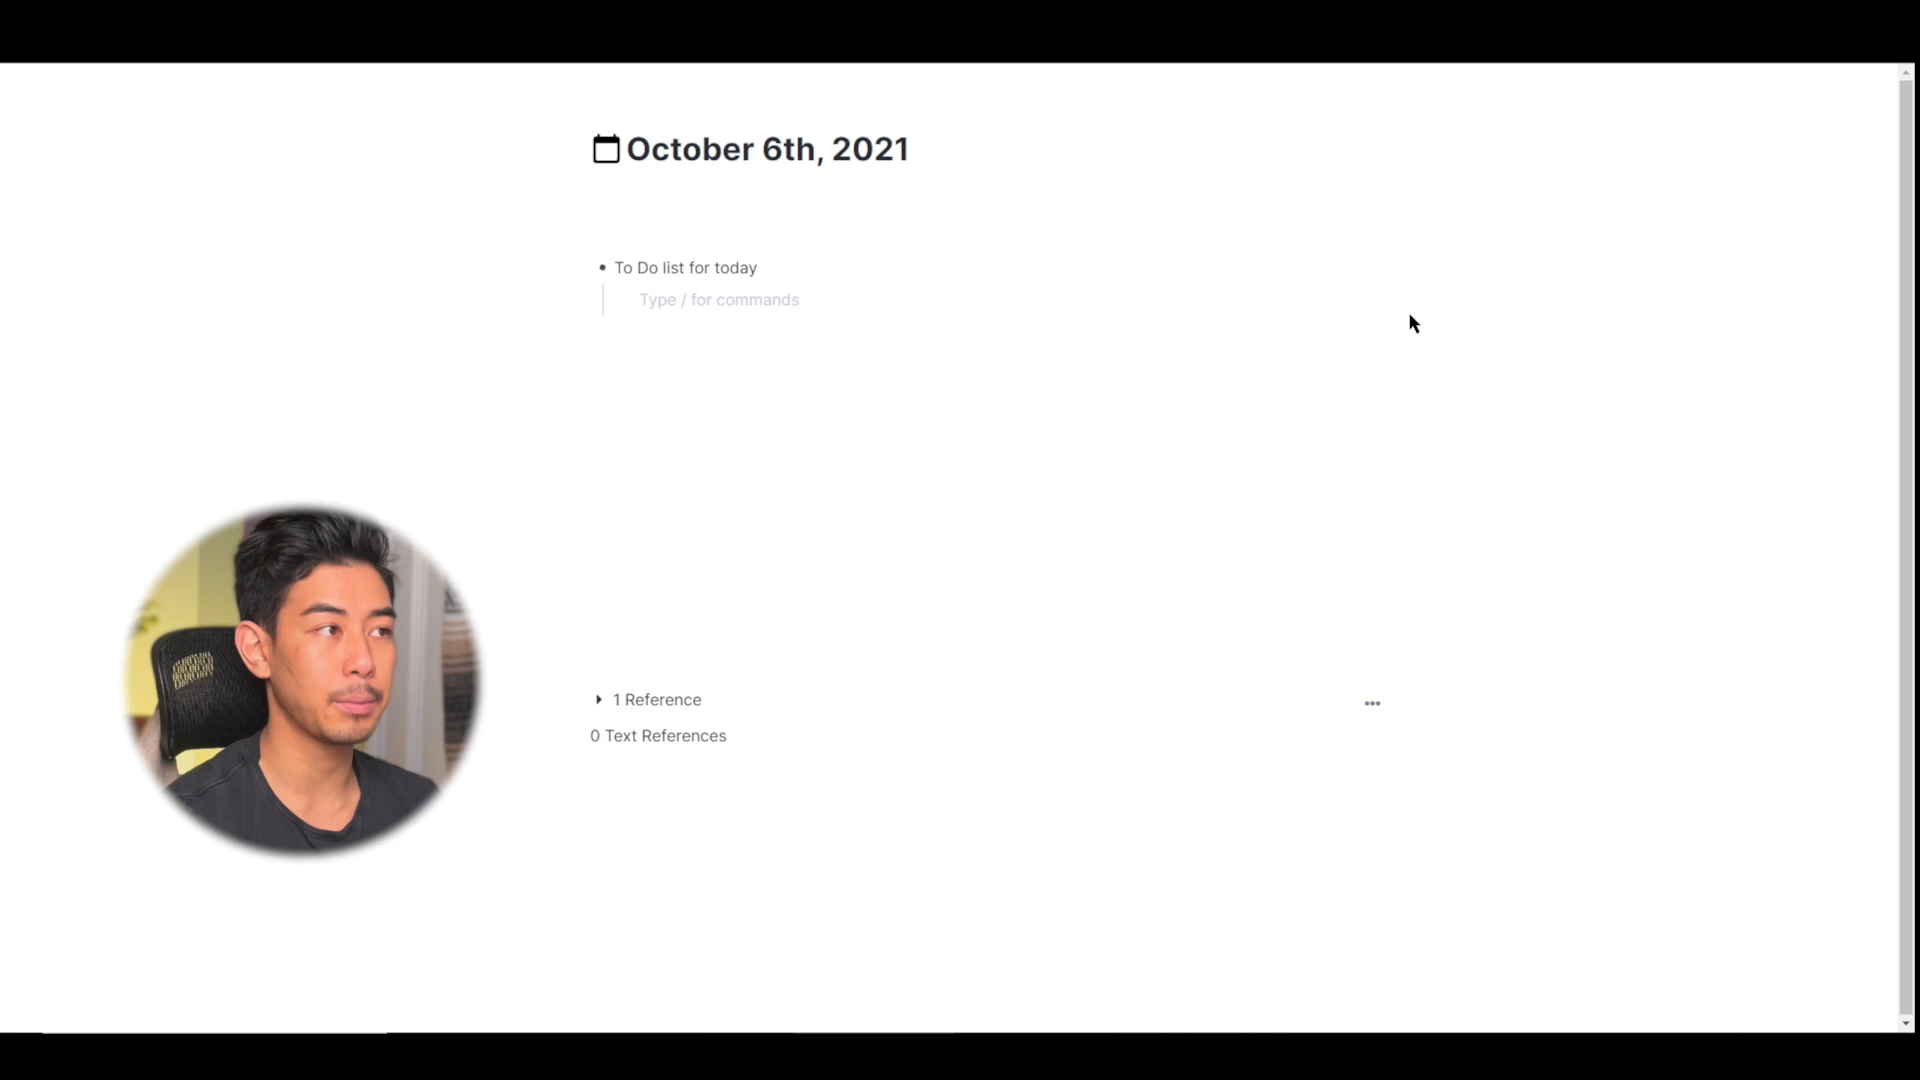 October 6th, 2021
To Do list for today
Type / for commands
1 Reference
0 Text References